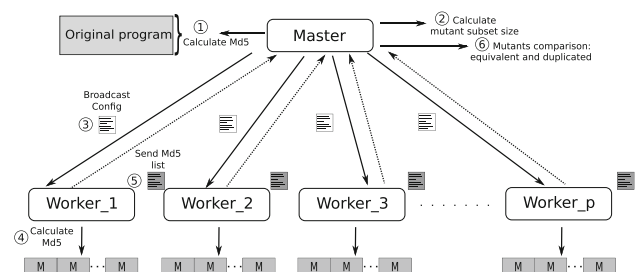 Original program
① Calculate Md5
Master
② Calculate
mutant subset size
⑥ Mutants comparison:
equivalent and duplicated
Broadcast
Config
③
Send Md5
list
⑤
Worker_1
Worker_2
Worker_3
. . . . . . .
Worker_p
④ Calculate
Md5
M M ... M
M M ... M
M M ... M
M M ... M